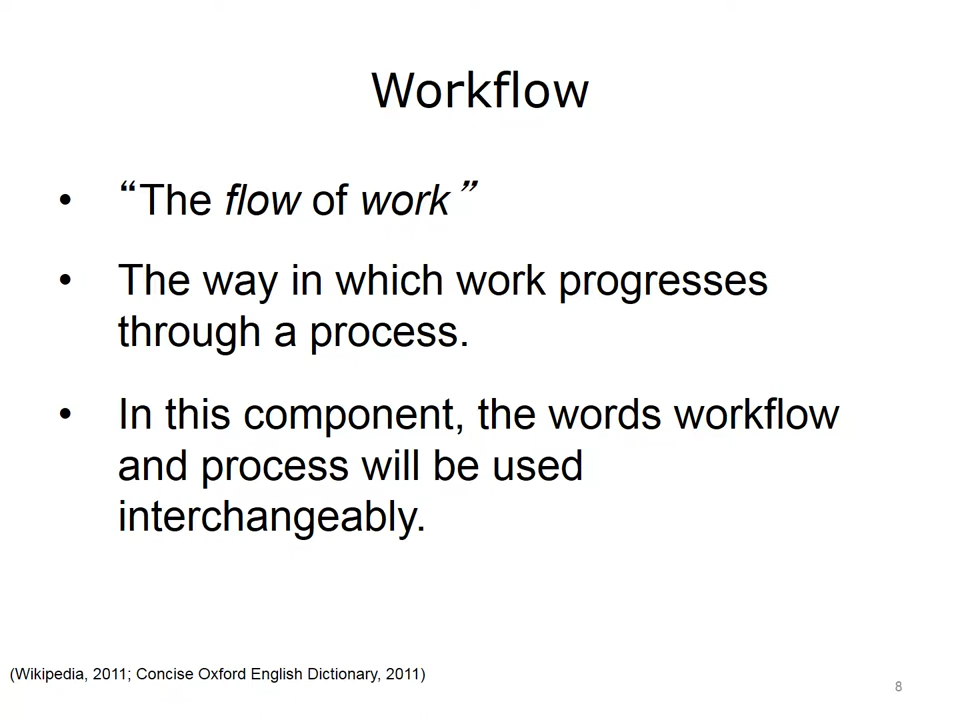 Workflow
• “The flow of work”
• The way in which work progresses
through a process.
• In this component, the words workflow
and process will be used
interchangeably.
(Wikipedia, 2011; Concise Oxford English Dictionary, 2011)
8